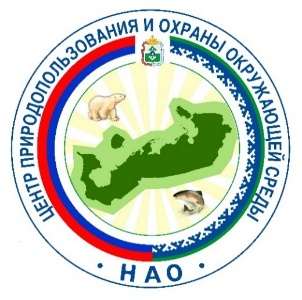 ЦЕНТР ПРИРОДОПОЛЬЗОВАНИЯ И ОХРАНЫ ОКРУЖАЮЩЕЙ СРЕДЫ
• НАО •